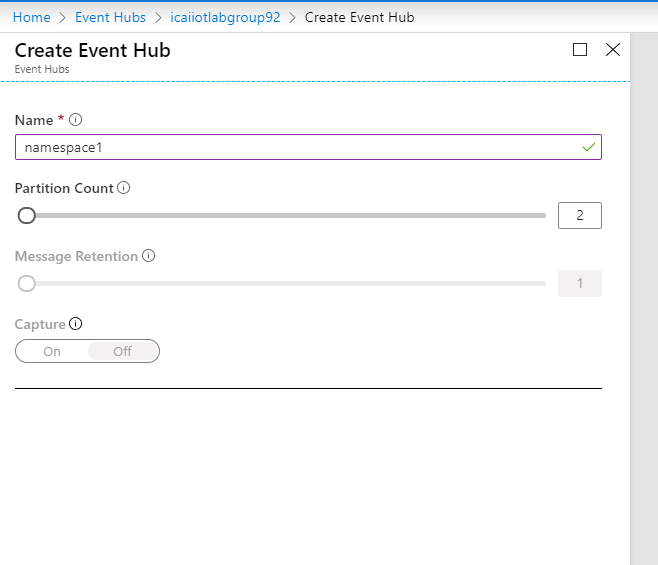 Home > Event Hubs > icaiiotlabgroup92 > Create Event Hub
Create Event Hub
Event Hubs
Name *
namespace1
Partition Count
2
Message Retention
1
Capture
On Off